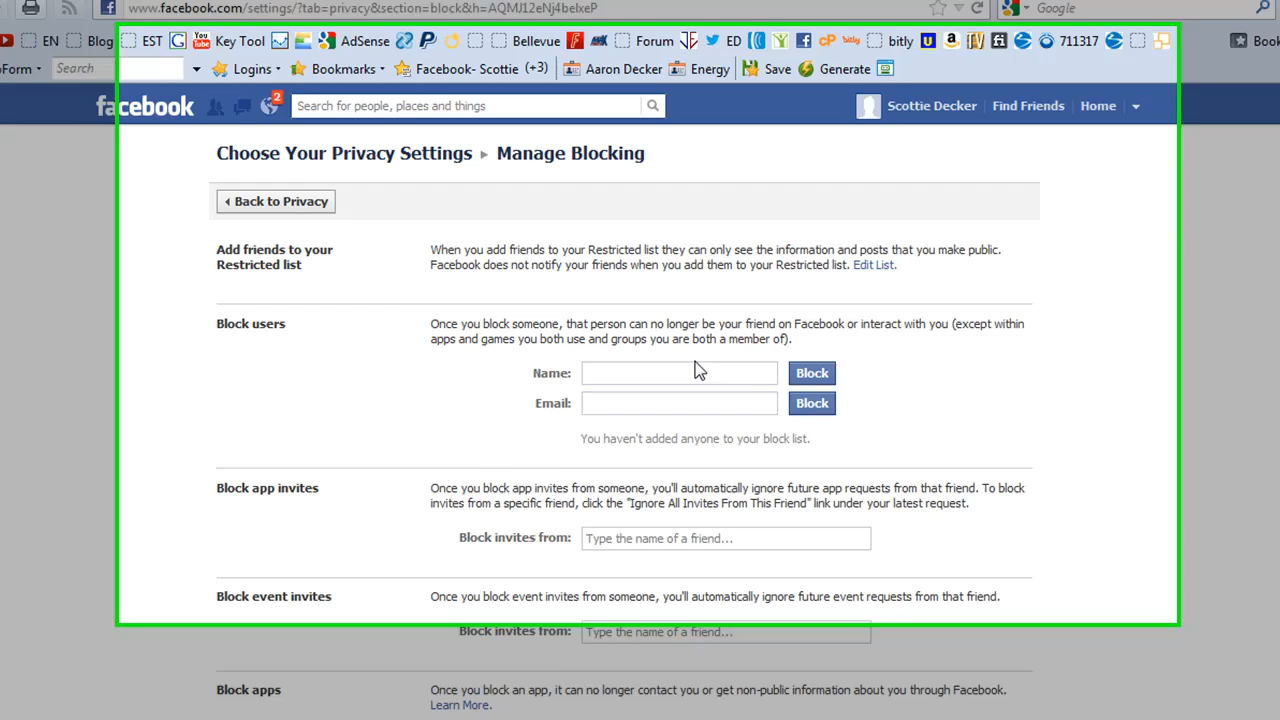 www.facebook.com/settings/?tab=privacy&section=block&h=AQMJ12eNj4beIxeP Google
EN Blog EST Key Tool AdSense Bellevue Forum ED bitly 711317 Book
Form Search Logins Bookmarks Facebook- Scottie (+3) Aaron Decker Energy Save Generate
facebook 2 Search for people, places and things Scottie Decker Find Friends Home
Choose Your Privacy Settings ▸ Manage Blocking
Back to Privacy
Add friends to your Restricted list
When you add friends to your Restricted list they can only see the information and posts that you make public.
Facebook does not notify your friends when you add them to your Restricted list. Edit List.
Block users
Once you block someone, that person can no longer be your friend on Facebook or interact with you (except within
apps and games you both use and groups you are both a member of).
Name: Block
Email: Block
You haven't added anyone to your block list.
Block app invites
Once you block app invites from someone, you'll automatically ignore future app requests from that friend. To block
invites from a specific friend, click the "Ignore All Invites From This Friend" link under your latest request.
Block invites from: Type the name of a friend...
Block event invites
Once you block event invites from someone, you'll automatically ignore future event requests from that friend.
Block invites from: Type the name of a friend...
Block apps
Once you block an app, it can no longer contact you or get non-public information about you through Facebook.
Learn More.